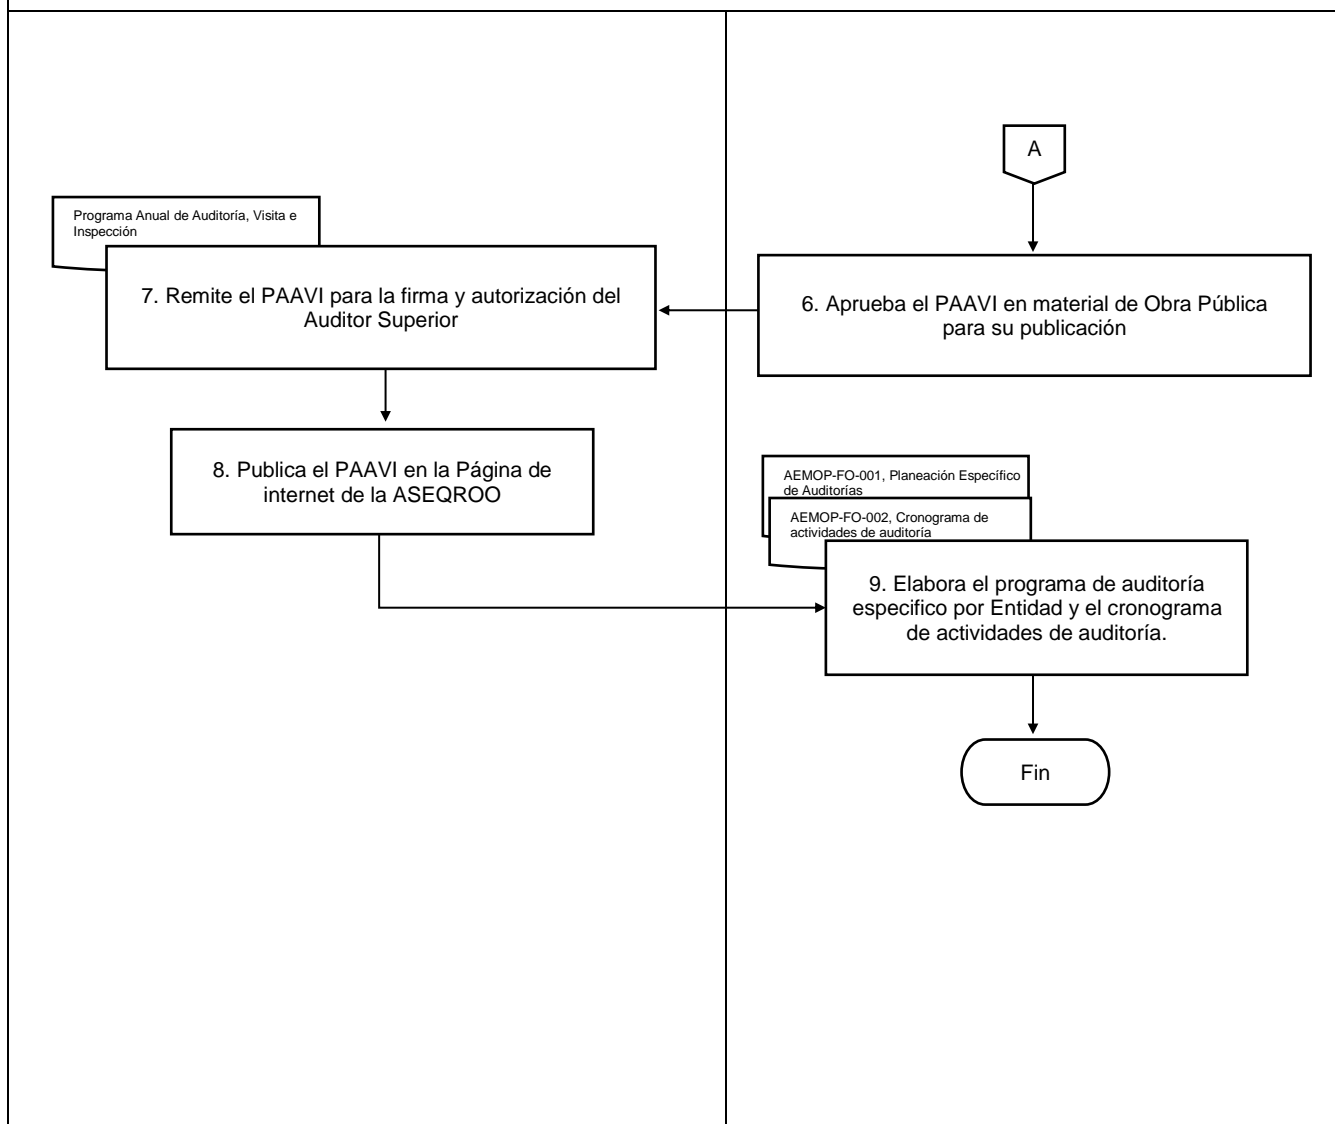 A
6. Aprueba el PAAVI en material de Obra Pública
para su publicación
Programa Anual de Auditoría, Visita e
Inspección
7. Remite el PAAVI para la firma y autorización del
Auditor Superior
8. Publica el PAAVI en la Página de
internet de la ASEQROO
AEMOP-FO-001, Planeación Específico
de Auditorías
AEMOP-FO-002, Cronograma de
actividades de auditoría
9. Elabora el programa de auditoría
especifico por Entidad y el cronograma
de actividades de auditoría.
Fin